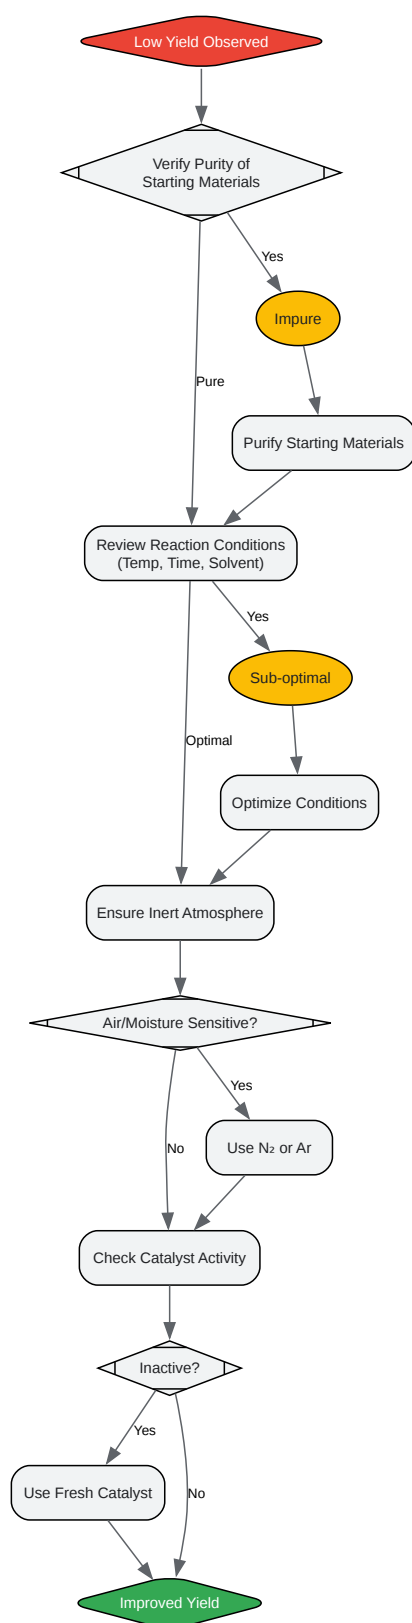 Low Yield Observed
Verify Purity of
Starting Materials
Yes
Impure
Pure
Purify Starting Materials
Review Reaction Conditions
(Temp, Time, Solvent)
Yes
Sub-optimal
Optimal
Optimize Conditions
Ensure Inert Atmosphere
Air/Moisture Sensitive?
Yes
No
Use N₂ or Ar
Check Catalyst Activity
Inactive?
Yes
Use Fresh Catalyst
No
Improved Yield